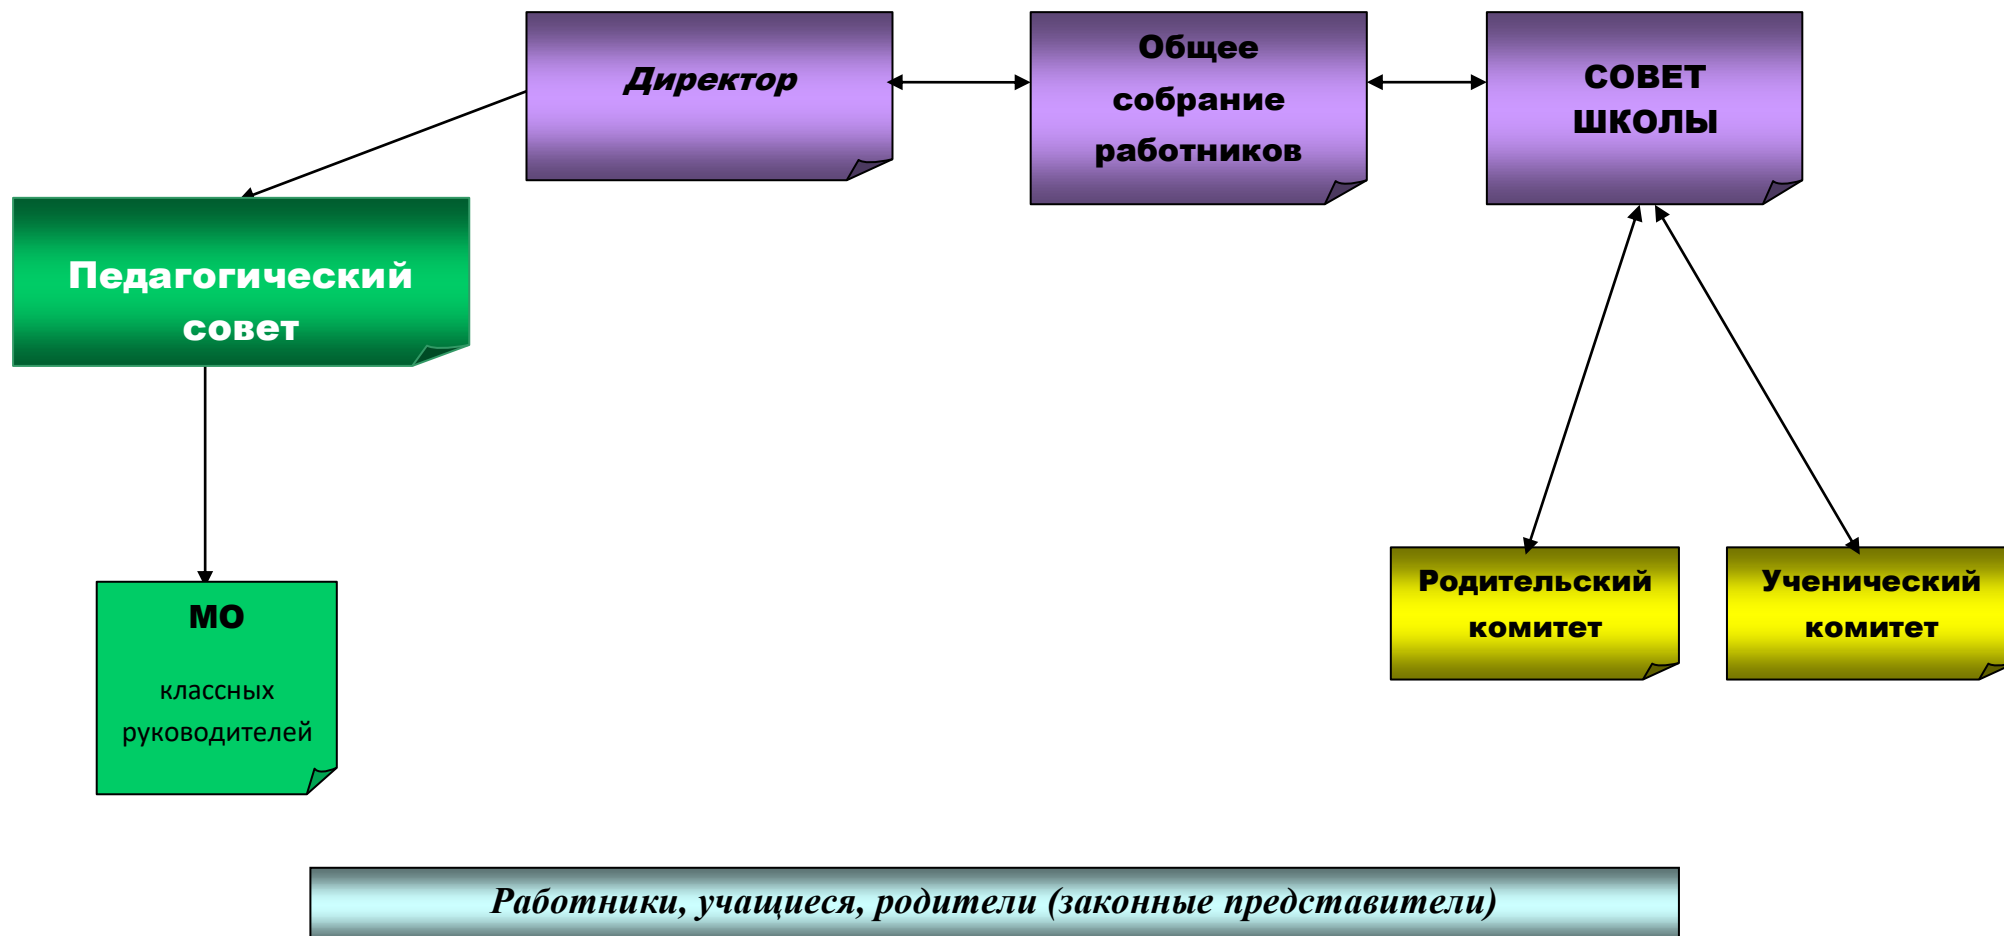 Директор
Общее
собрание
работников
СОВЕТ
ШКОЛЫ
Педагогический
совет
МО
классных
руководителей
Родительский
комитет
Ученический
комитет
Работники, учащиеся, родители (законные представители)